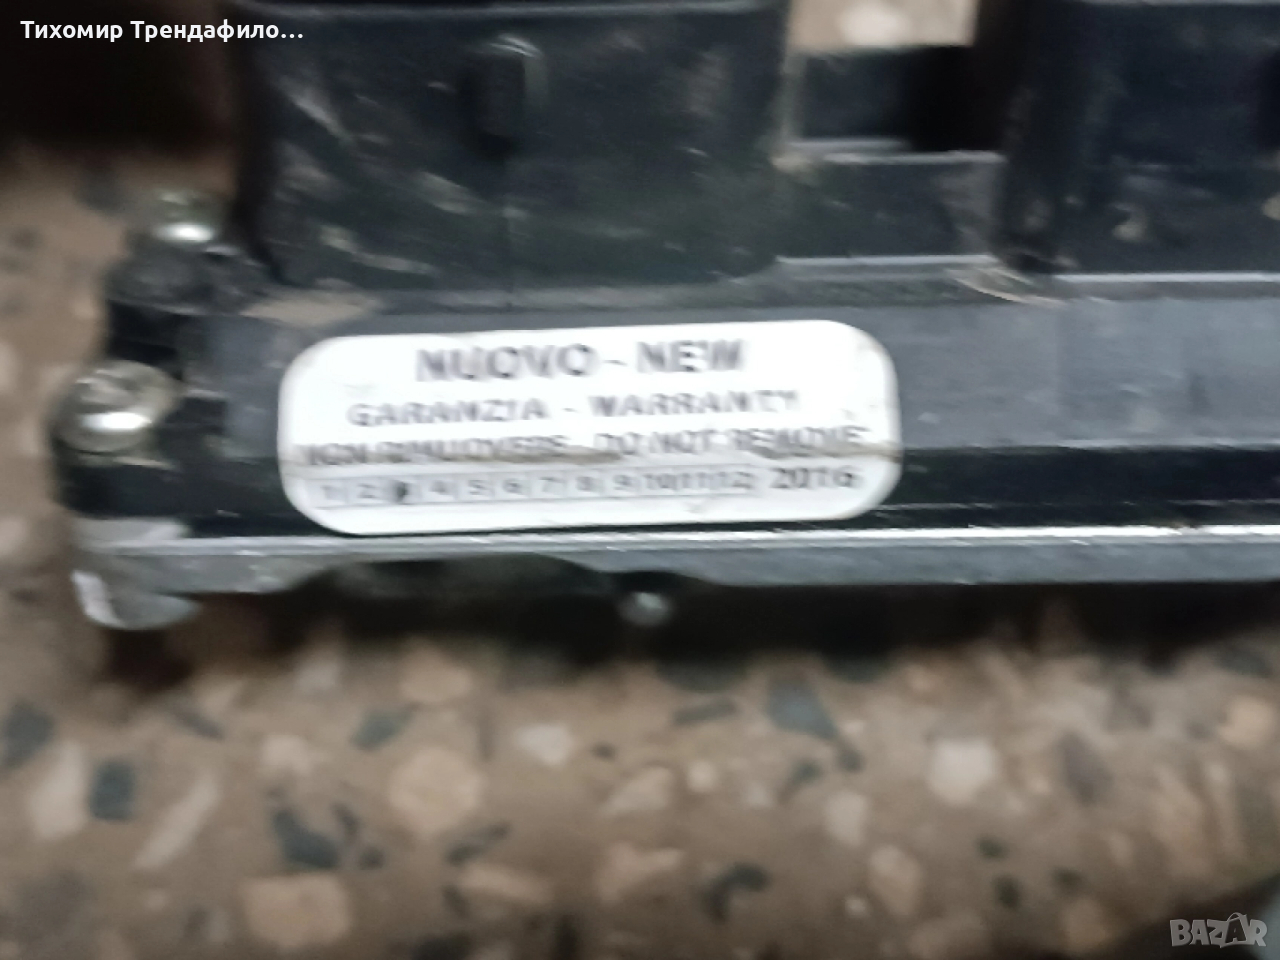 Тихомир Трендафило...
NUOVO - NEW
GARANZIA - WARRANTY
NON RIMUOVERE - DO NOT REMOVE
1 2 3 4 5 6 7 8 9 10 11 12 2016
BAZAR